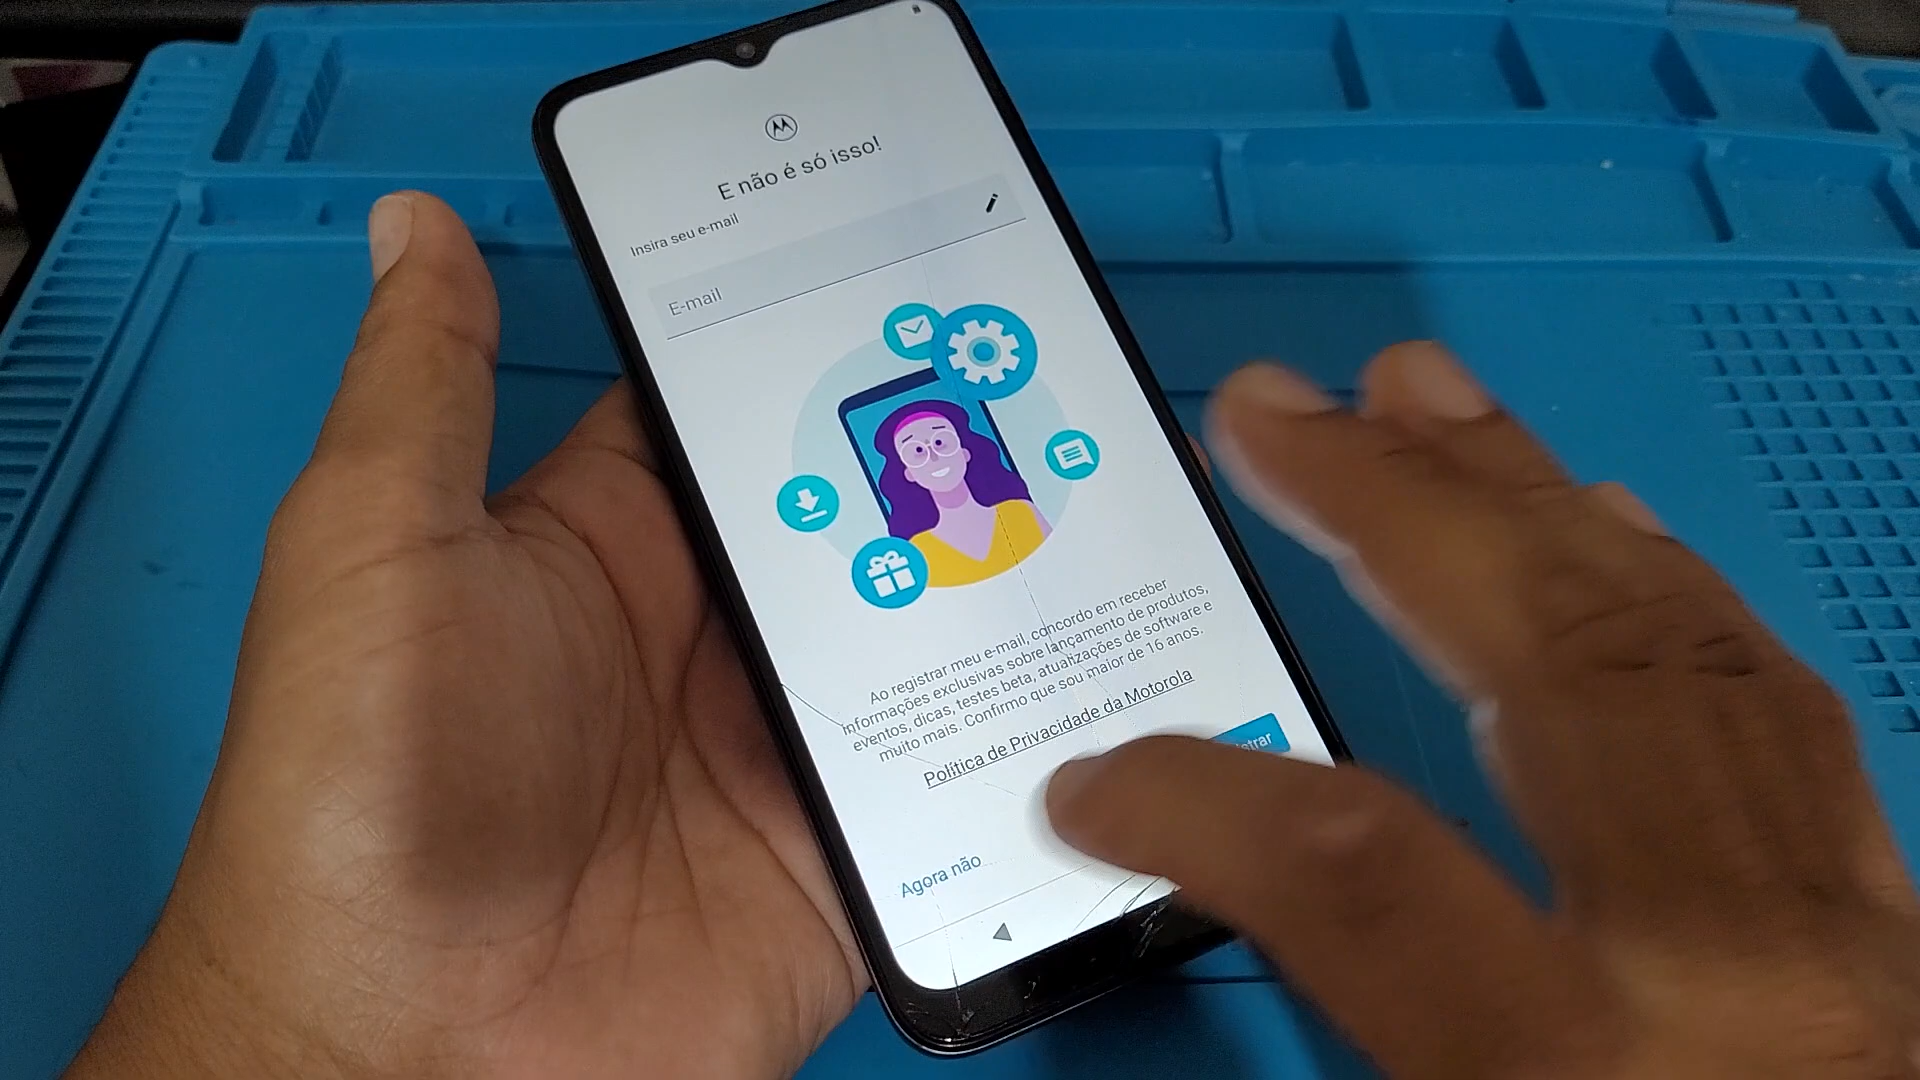 E não é só isso!
Insira seu e-mail
E-mail
Ao registrar meu e-mail, concordo em receber
informações exclusivas sobre lançamento de produtos,
eventos, dicas, testes beta, atualizações de software e
muito mais. Confirmo que sou maior de 16 anos.
Política de Privacidade da Motorola
Agora não